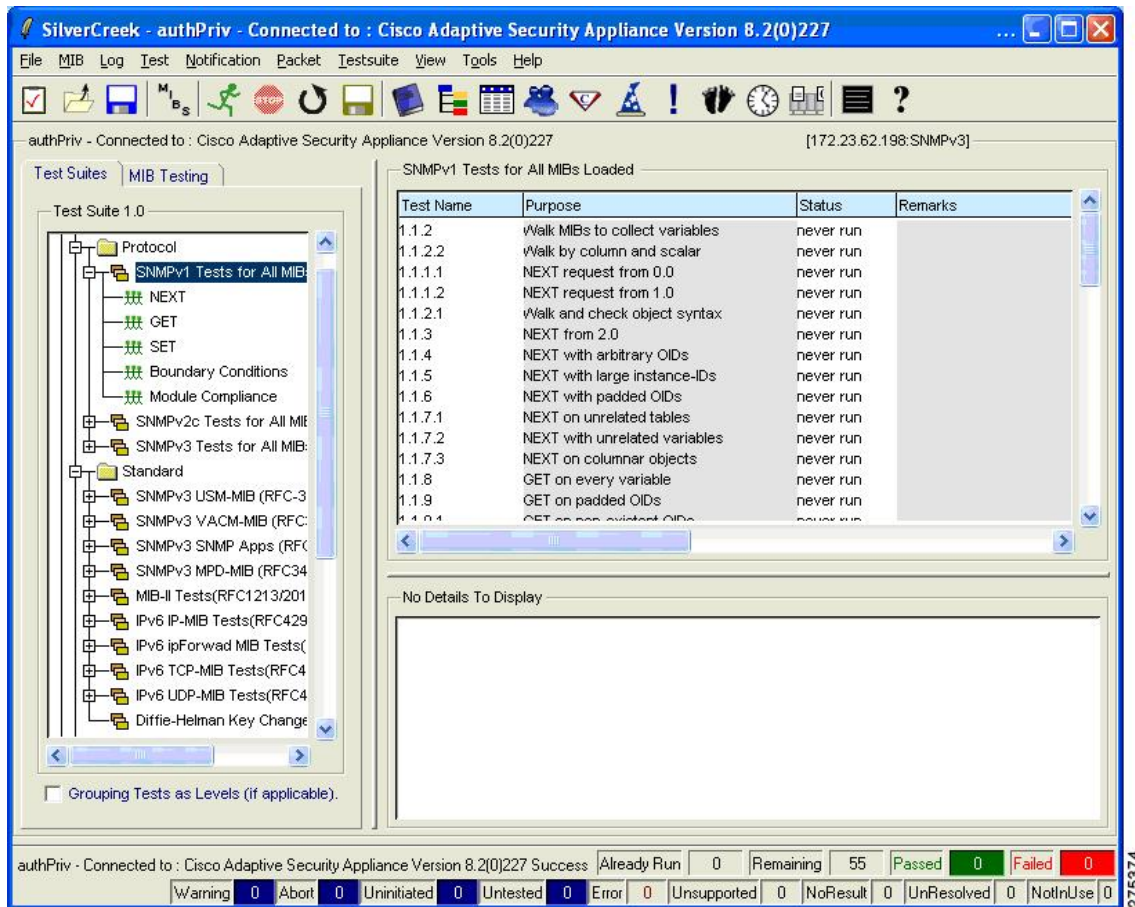 SilverCreek - authPriv - Connected to : Cisco Adaptive Security Appliance Version 8.2(0)227 ...
File MIB Log Test Notification Packet Testsuite View Tools Help
MIBs STOP ?
authPriv - Connected to : Cisco Adaptive Security Appliance Version 8.2(0)227 [172.23.62.198:SNMPv3]
Test Suites MIB Testing
Test Suite 1.0
Protocol
SNMPv1 Tests for All MIB
NEXT
GET
SET
Boundary Conditions
Module Compliance
SNMPv2c Tests for All MIE
SNMPv3 Tests for All MIB
Standard
SNMPv3 USM-MIB (RFC-3
SNMPv3 VACM-MIB (RFC
SNMPv3 SNMP Apps (RFC
SNMPv3 MPD-MIB (RFC34
MIB-II Tests(RFC1213/201
IPv6 IP-MIB Tests(RFC429
IPv6 ipForwad MIB Tests(
IPv6 TCP-MIB Tests(RFC4
IPv6 UDP-MIB Tests(RFC4
Diffie-Helman Key Change
Grouping Tests as Levels (if applicable).
SNMPv1 Tests for All MIBs Loaded
Test Name Purpose Status Remarks
1.1.2 Walk MIBs to collect variables never run
1.1.2.2 Walk by column and scalar never run
1.1.1.1 NEXT request from 0.0 never run
1.1.1.2 NEXT request from 1.0 never run
1.1.2.1 Walk and check object syntax never run
1.1.3 NEXT from 2.0 never run
1.1.4 NEXT with arbitrary OIDs never run
1.1.5 NEXT with large instance-IDs never run
1.1.6 NEXT with padded OIDs never run
1.1.7.1 NEXT on unrelated tables never run
1.1.7.2 NEXT with unrelated variables never run
1.1.7.3 NEXT on columnar objects never run
1.1.8 GET on every variable never run
1.1.9 GET on padded OIDs never run
1.1.9.1 GET on non-existent OIDs never run
No Details To Display
authPriv - Connected to : Cisco Adaptive Security Appliance Version 8.2(0)227 Success Already Run 0 Remaining 55 Passed 0 Failed 0
Warning 0 Abort 0 Uninitiated 0 Untested 0 Error 0 Unsupported 0 NoResult 0 UnResolved 0 NotInUse 0
275374